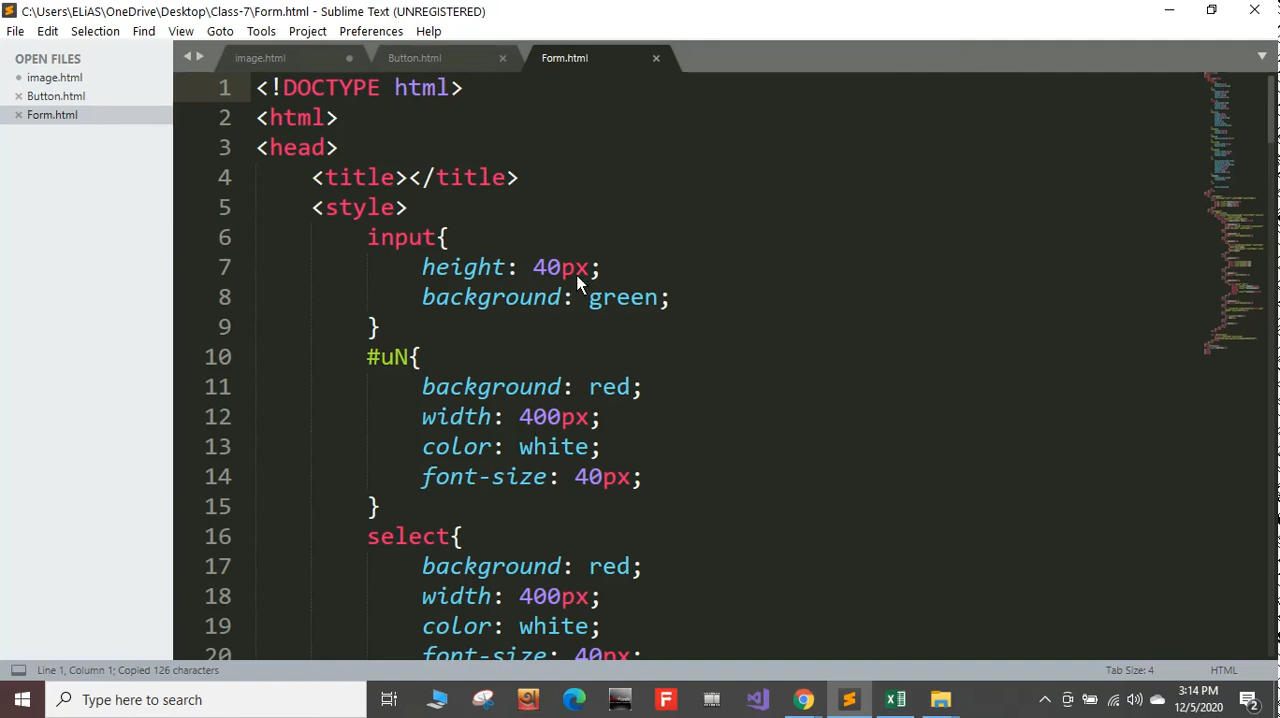 C:\Users\ELiAS\OneDrive\Desktop\Class-7\Form.html - Sublime Text (UNREGISTERED)
File Edit Selection Find View Goto Tools Project Preferences Help
OPEN FILES
image.html
Button.html
Form.html
image.html Button.html Form.html
1 <!DOCTYPE html>
2 <html>
3 <head>
4 <title></title>
5 <style>
6 input{
7 height: 40px;
8 background: green;
9 }
10 #uN{
11 background: red;
12 width: 400px;
13 color: white;
14 font-size: 40px;
15 }
16 select{
17 background: red;
18 width: 400px;
19 color: white;
20 font-size: 40px;
Line 1, Column 1; Copied 126 characters
Tab Size: 4 HTML
Type here to search
3:14 PM
12/5/2020
2